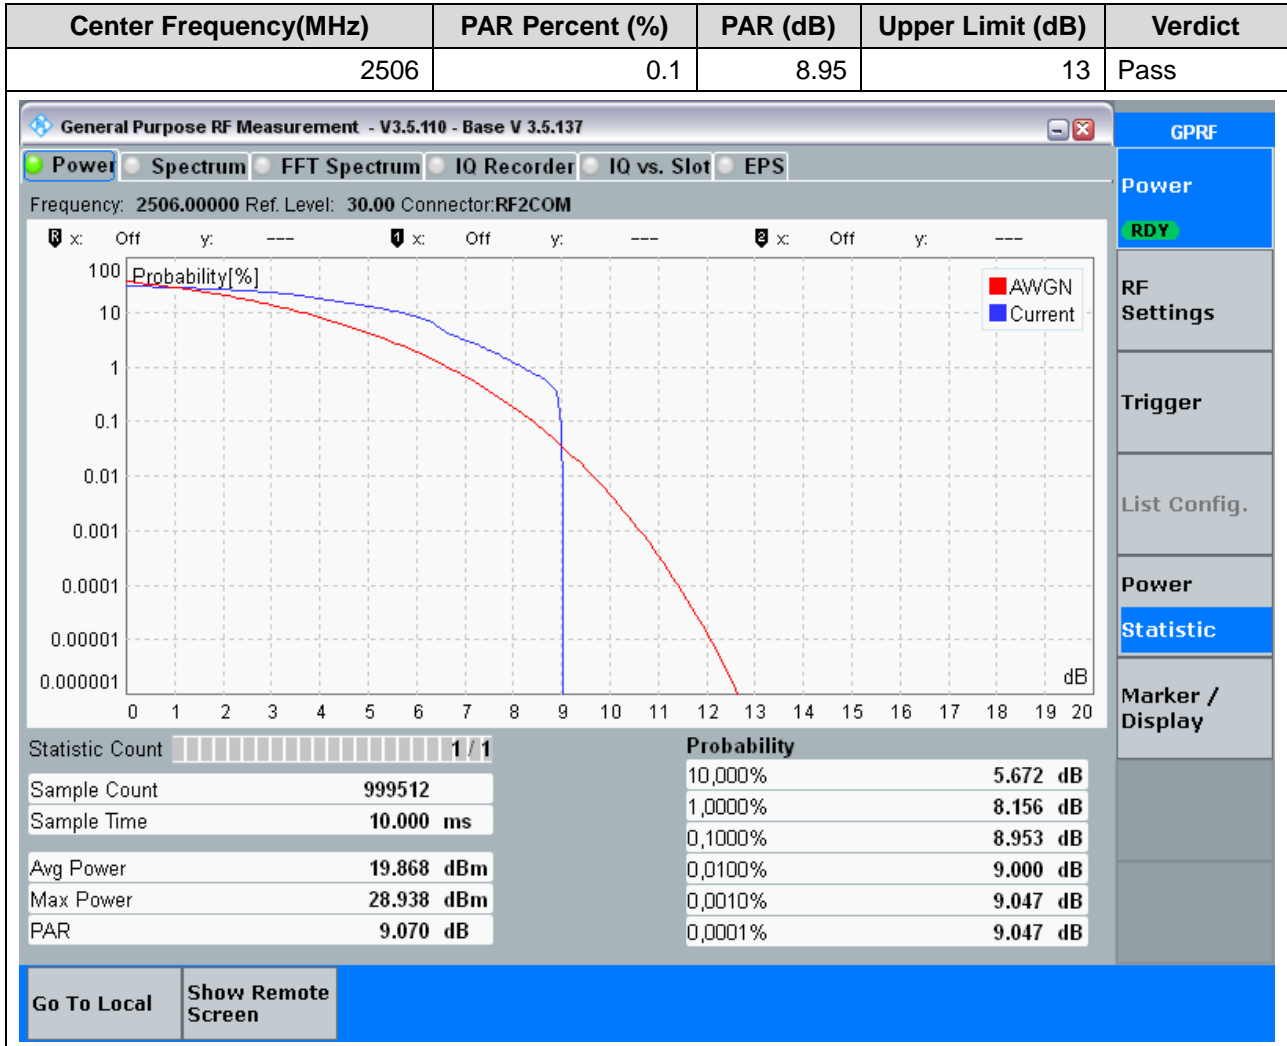 Center Frequency(MHz) PAR Percent (%) PAR (dB) Upper Limit (dB) Verdict
2506 0.1 8.95 13 Pass
General Purpose RF Measurement - V3.5.110 - Base V 3.5.137
GPRF
Power Spectrum FFT Spectrum IQ Recorder IQ vs. Slot EPS
Power
RDY
Frequency: 2506.00000 Ref. Level: 30.00 Connector:RF2COM
R x: Off y: --- 1 x: Off y: --- 2 x: Off y: ---
Probability[%]
AWGN
Current
100
10
1
0.1
0.01
0.001
0.0001
0.00001
0.000001
dB
0 1 2 3 4 5 6 7 8 9 10 11 12 13 14 15 16 17 18 19 20
RF
Settings
Trigger
List Config.
Power
Statistic
Marker /
Display
Statistic Count 1 / 1
Sample Count 999512
Sample Time 10.000 ms
Avg Power 19.868 dBm
Max Power 28.938 dBm
PAR 9.070 dB
Probability
10,000% 5.672 dB
1,0000% 8.156 dB
0,1000% 8.953 dB
0,0100% 9.000 dB
0,0010% 9.047 dB
0,0001% 9.047 dB
Go To Local
Show Remote
Screen